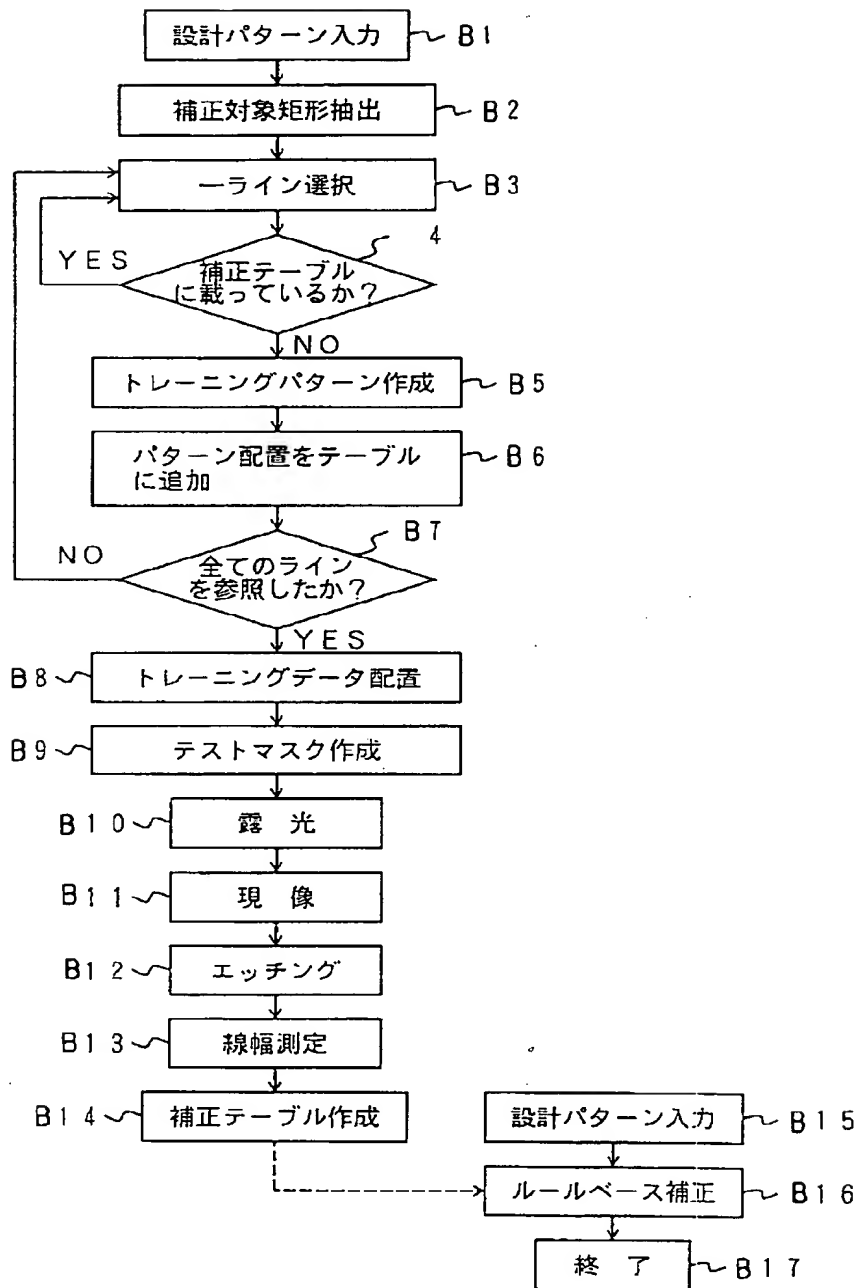 設計パターン入力 B1
補正対象矩形抽出 B2
一ライン選択 B3
4
YES
補正テーブル
に載っているか?
NO
トレーニングパターン作成 B5
パターン配置をテーブル
に追加 B6
B7
NO
全てのライン
を参照したか?
YES
B8 トレーニングデータ配置
B9 テストマスク作成
B10 露 光
B11 現 像
B12 エッチング
B13 線幅測定
B14 補正テーブル作成
設計パターン入力 B15
ルールベース補正 B16
終 了 B17